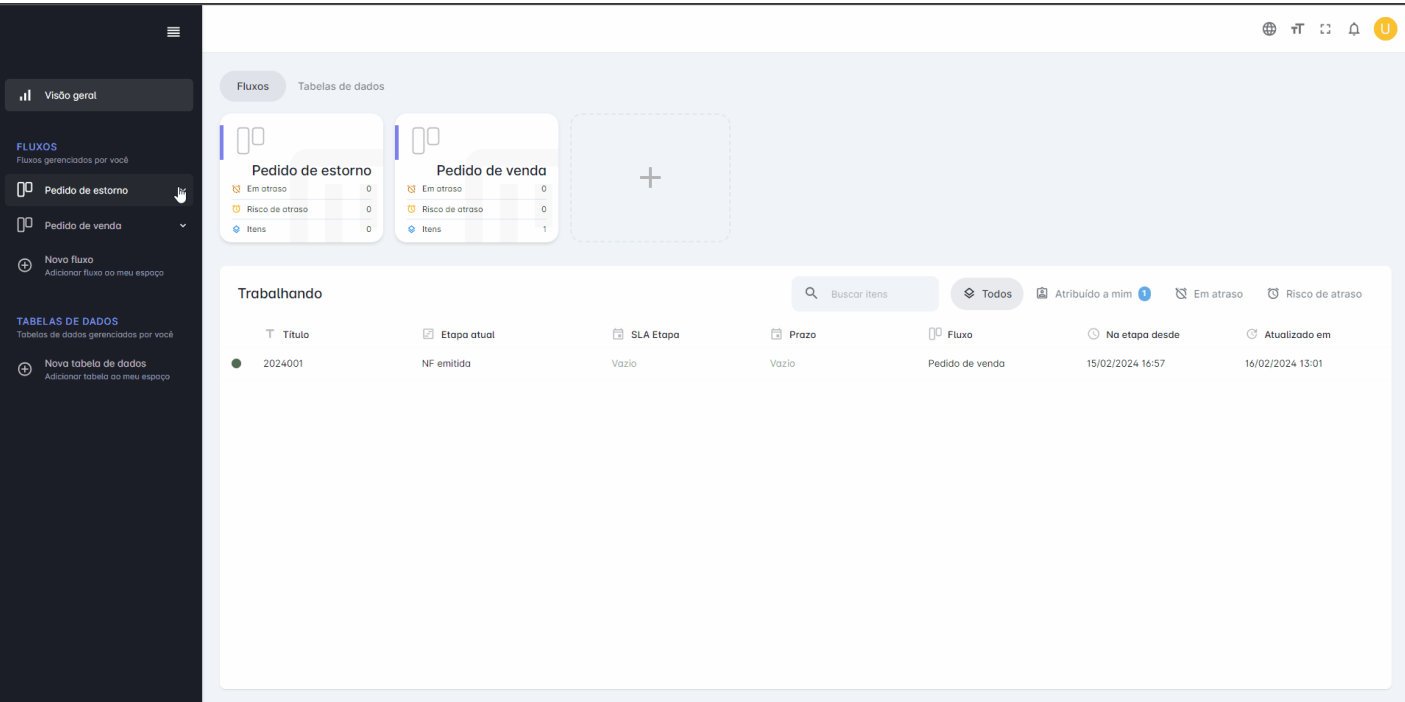 U
Visão geral
FLUXOS
Fluxos gerenciados por você
Pedido de estorno
Pedido de venda
Novo fluxo
Adicionar fluxo ao meu espaço
TABELAS DE DADOS
Tabelas de dados gerenciados por você
Nova tabela de dados
Adicionar tabela ao meu espaço
Fluxos Tabelas de dados
Pedido de estorno
Em atraso 0
Risco de atraso 0
Itens 0
Pedido de venda
Em atraso 0
Risco de atraso 0
Itens 1
Trabalhando Buscar itens Todos Atribuído a mim 1 Em atraso Risco de atraso
Título Etapa atual SLA Etapa Prazo Fluxo Na etapa desde Atualizado em
2024001 NF emitida Vazio Vazio Pedido de venda 15/02/2024 16:57 16/02/2024 13:01